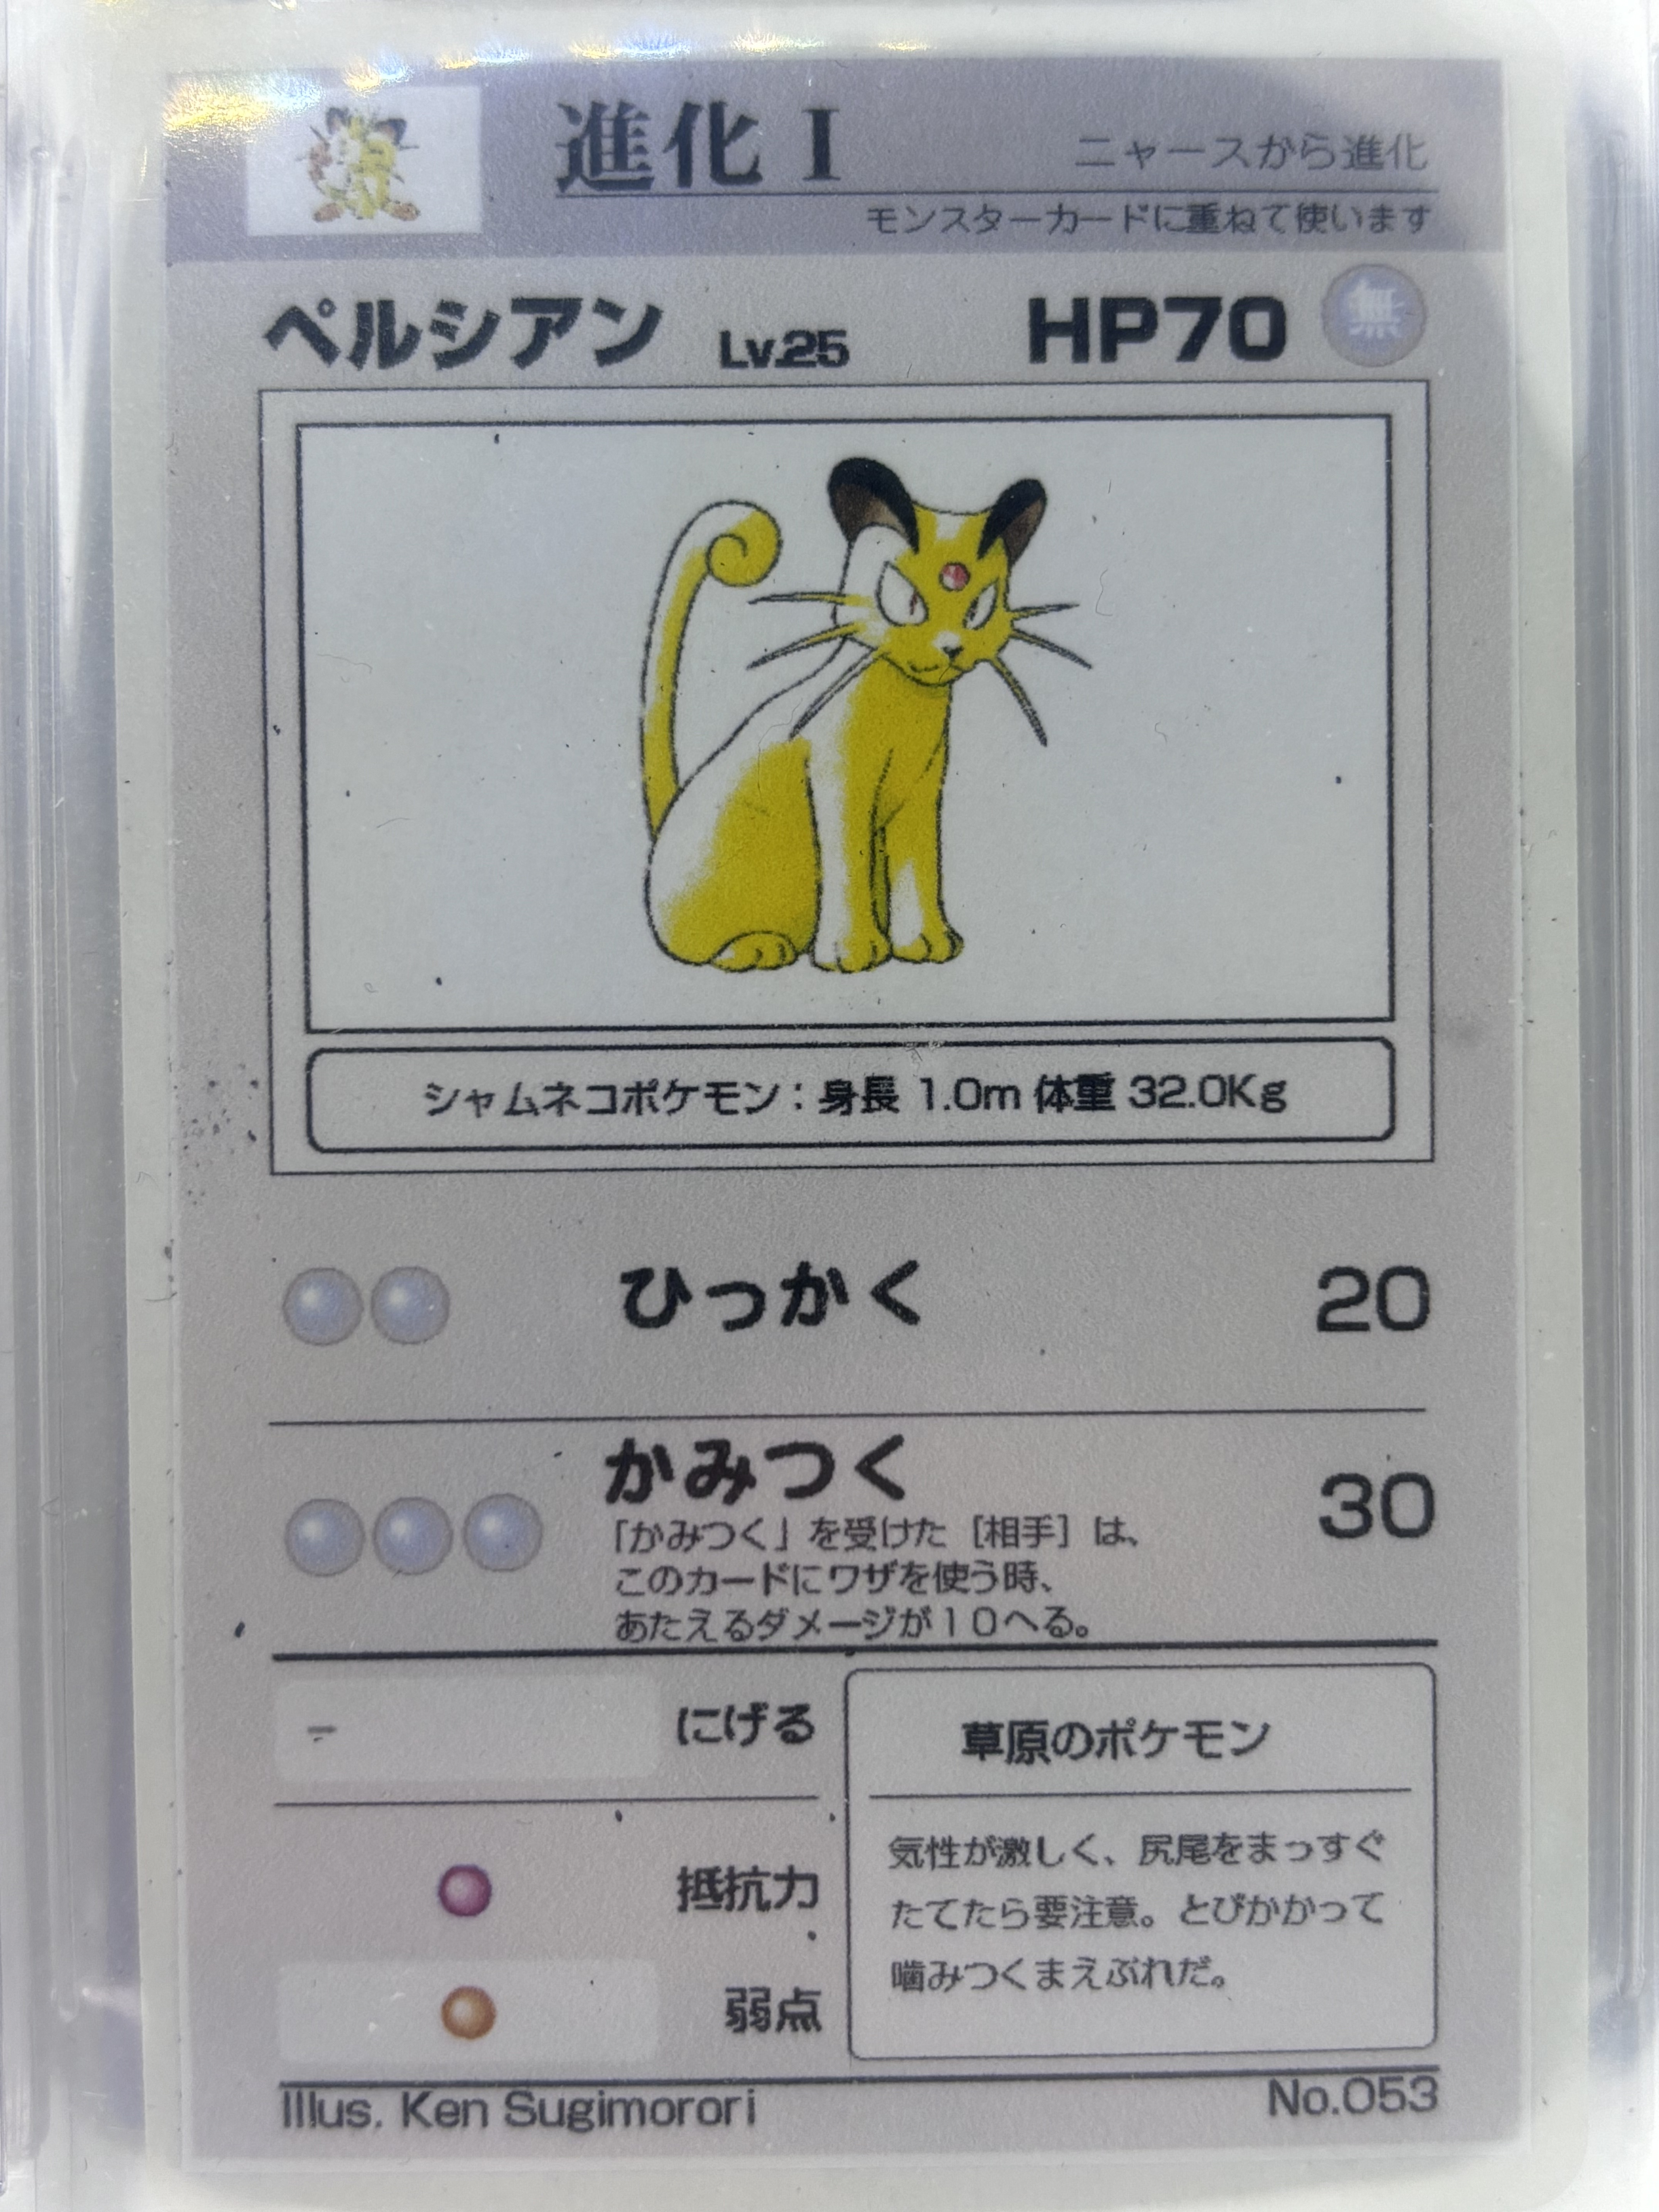 進化 I
ニャースから進化
モンスターカードに重ねて使います
ペルシアン Lv.25 HP70 無
シャムネコポケモン：身長 1.0m 体重 32.0Kg
ひっかく 20
かみつく 30
「かみつく」を受けた［相手］は、
このカードにワザを使う時、
あたえるダメージが１０へる。
- にげる
抵抗力
弱点
草原のポケモン
気性が激しく、尻尾をまっすぐ
たてたら要注意。とびかかって
噛みつくまえぶれだ。
Illus. Ken Sugimorori
No.053